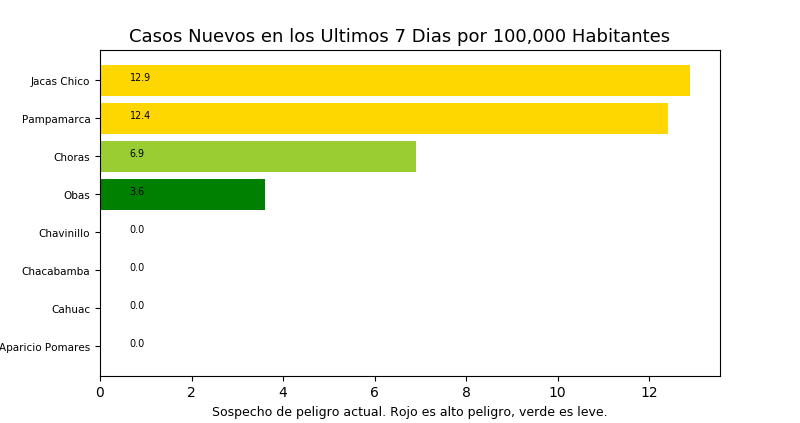 Casos Nuevos en los Ultimos 7 Dias por 100,000 Habitantes
Jacas Chico 12.9
Pampamarca 12.4
Choras 6.9
Obas 3.6
Chavinillo 0.0
Chacabamba 0.0
Cahuac 0.0
Aparicio Pomares 0.0
0 2 4 6 8 10 12
Sospecho de peligro actual. Rojo es alto peligro, verde es leve.